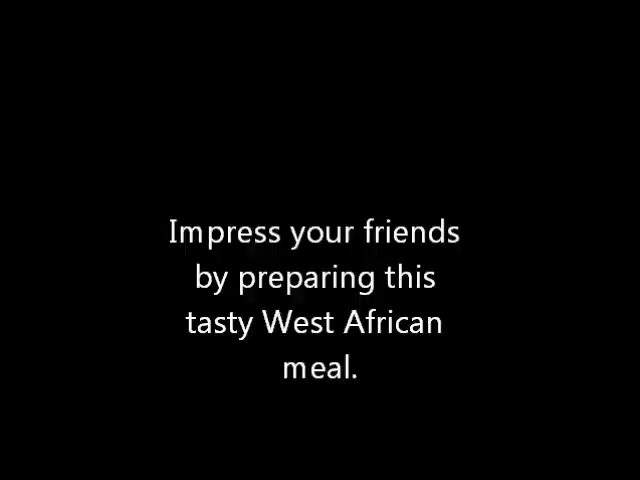 Impress your friends
by preparing this
tasty West African
meal.